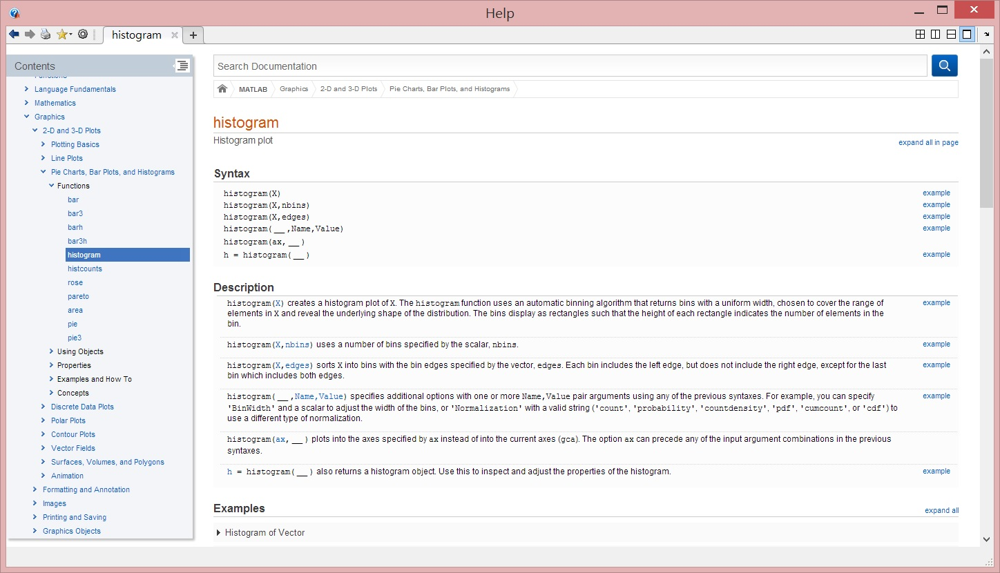 Help
histogram
Contents
Functions
Language Fundamentals
Mathematics
Graphics
2-D and 3-D Plots
Plotting Basics
Line Plots
Pie Charts, Bar Plots, and Histograms
Functions
bar
bar3
barh
bar3h
histogram
histcounts
rose
pareto
area
pie
pie3
Using Objects
Properties
Examples and How To
Concepts
Discrete Data Plots
Polar Plots
Contour Plots
Vector Fields
Surfaces, Volumes, and Polygons
Animation
Formatting and Annotation
Images
Printing and Saving
Graphics Objects
Search Documentation
MATLAB Graphics 2-D and 3-D Plots Pie Charts, Bar Plots, and Histograms
histogram
Histogram plot expand all in page
Syntax
histogram(X) example
histogram(X,nbins) example
histogram(X,edges) example
histogram(__,Name,Value) example
histogram(ax,__)
h = histogram(__) example
Description
histogram(X) creates a histogram plot of X. The histogram function uses an automatic binning algorithm that returns bins with a uniform width, chosen to cover the range of example
elements in X and reveal the underlying shape of the distribution. The bins display as rectangles such that the height of each rectangle indicates the number of elements in the
bin.
histogram(X,nbins) uses a number of bins specified by the scalar, nbins. example
histogram(X,edges) sorts X into bins with the bin edges specified by the vector, edges. Each bin includes the left edge, but does not include the right edge, except for the last example
bin which includes both edges.
histogram(__,Name,Value) specifies additional options with one or more Name,Value pair arguments using any of the previous syntaxes. For example, you can specify example
'BinWidth' and a scalar to adjust the width of the bins, or 'Normalization' with a valid string ('count', 'probability', 'countdensity', 'pdf', 'cumcount', or 'cdf') to
use a different type of normalization.
histogram(ax,__) plots into the axes specified by ax instead of into the current axes (gca). The option ax can precede any of the input argument combinations in the previous
syntaxes.
h = histogram(__) also returns a histogram object. Use this to inspect and adjust the properties of the histogram. example
Examples expand all
Histogram of Vector